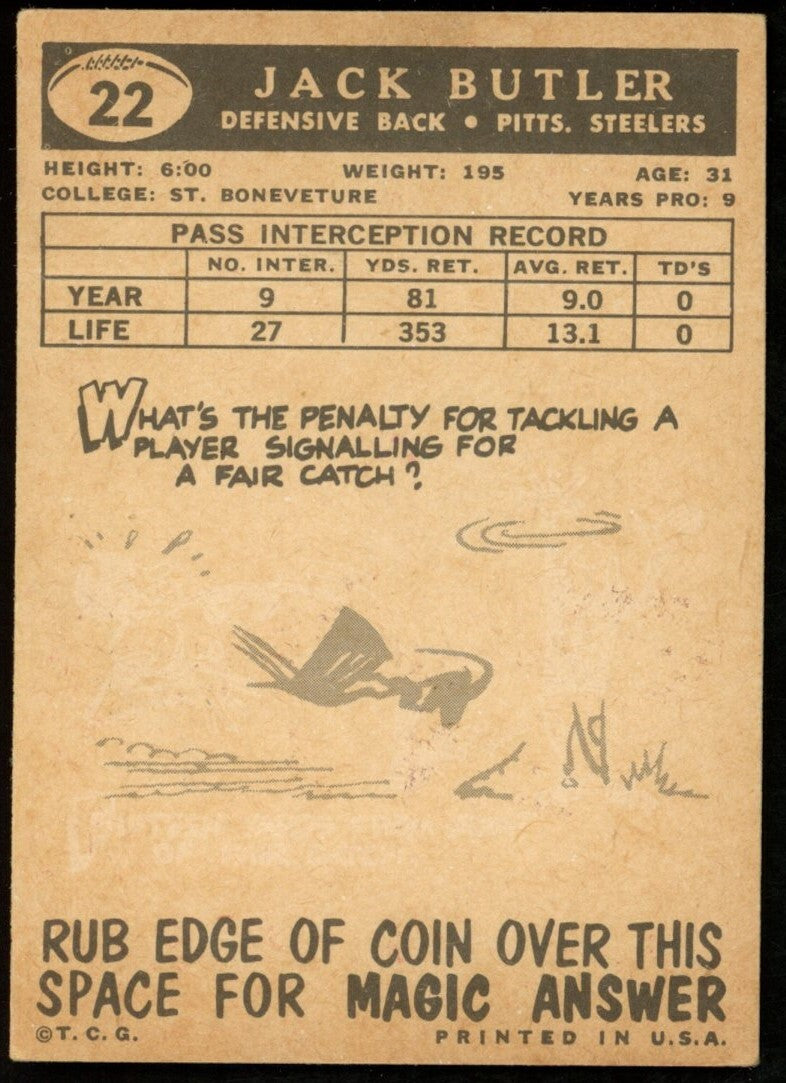 22
JACK BUTLER
DEFENSIVE BACK • PITTS. STEELERS
HEIGHT: 6:00 WEIGHT: 195 AGE: 31
COLLEGE: ST. BONEVETURE YEARS PRO: 9
PASS INTERCEPTION RECORD
NO. INTER. YDS. RET. AVG. RET. TD'S
YEAR 9 81 9.0 0
LIFE 27 353 13.1 0
WHAT'S THE PENALTY FOR TACKLING A
PLAYER SIGNALLING FOR
A FAIR CATCH?
RUB EDGE OF COIN OVER THIS
SPACE FOR MAGIC ANSWER
©T. C. G. PRINTED IN U.S.A.